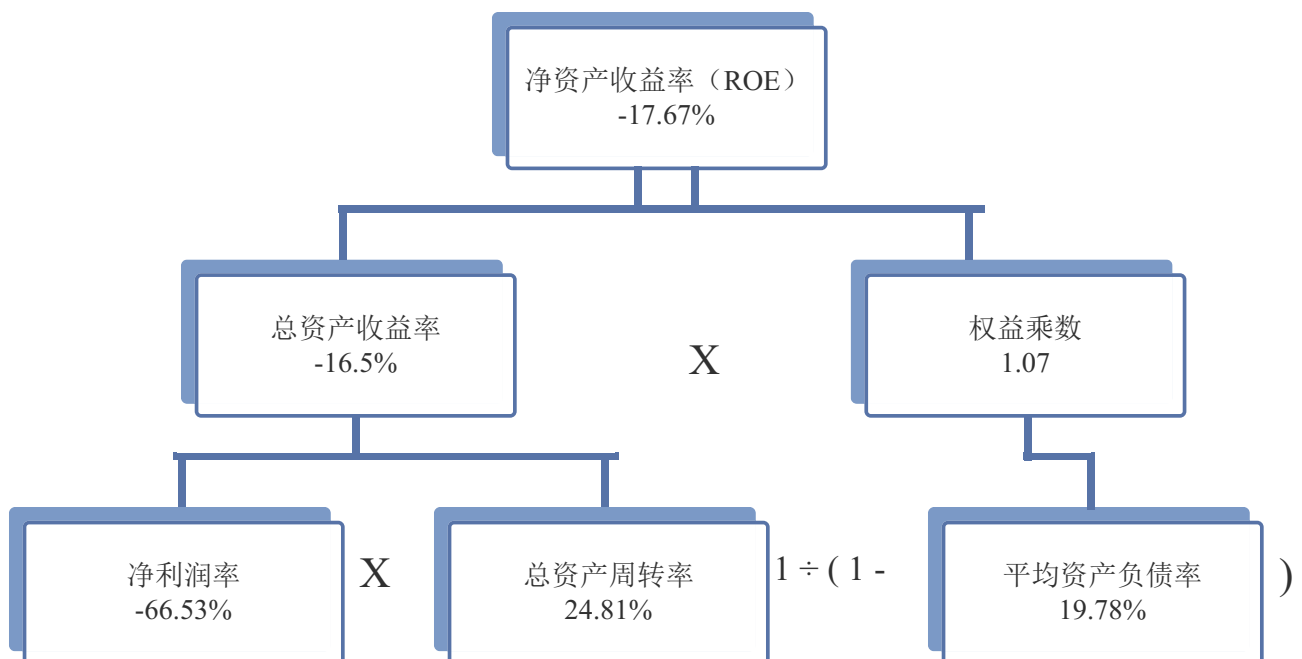 净资产收益率（ROE）
-17.67%
总资产收益率
-16.5%
X
权益乘数
1.07
净利润率
-66.53%
X
总资产周转率
24.81%
1 ÷ ( 1 -
平均资产负债率
19.78%
)